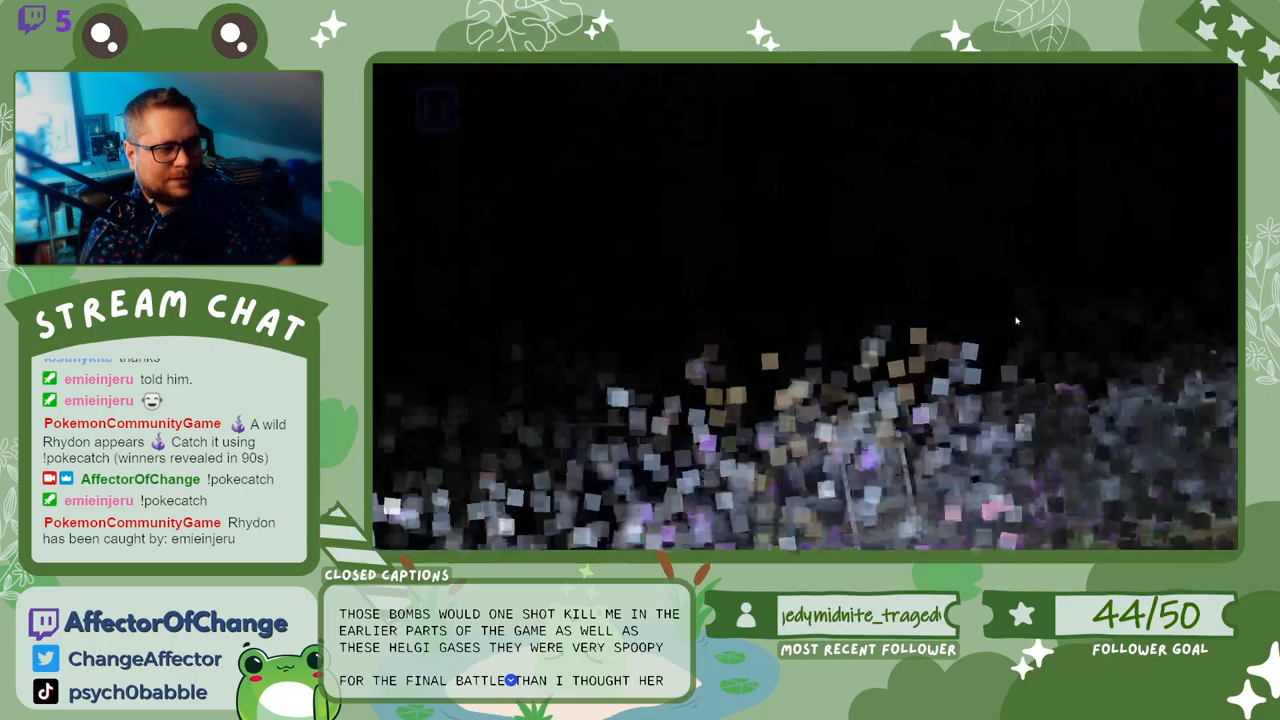 5
STREAM CHAT
thanks
emieinjeru told him.
emieinjeru
PokemonCommunityGame A wild
Rhydon appears Catch it using
!pokecatch (winners revealed in 90s)
AffectorOfChange !pokecatch
emieinjeru !pokecatch
PokemonCommunityGame Rhydon
has been caught by: emieinjeru
AffectorOfChange
ChangeAffector
psych0babble
CLOSED CAPTIONS
THOSE BOMBS WOULD ONE SHOT KILL ME IN THE
EARLIER PARTS OF THE GAME AS WELL AS
THESE HELGI GASES THEY WERE VERY SPOOPY
FOR THE FINAL BATTLE THAN I THOUGHT HER
jedymidnite_traged
MOST RECENT FOLLOWER
44/50
FOLLOWER GOAL